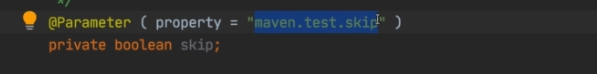 */
@Parameter ( property = "maven.test.skip" )
private boolean skip;